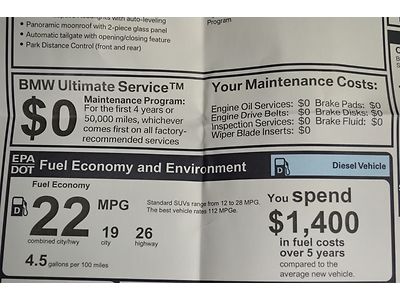 lights with auto-leveling
• Panoramic moonroof with 2-piece glass panel
• Automatic tailgate with opening/closing feature
• Park Distance Control (front and rear)
Program
BMW Ultimate Service™
$0
Maintenance Program:
For the first 4 years or
50,000 miles, whichever
comes first on all factory-
recommended services
Your Maintenance Costs:
Engine Oil Services: $0 Brake Pads: $0
Engine Drive Belts: $0 Brake Disks: $0
Inspection Services: $0 Brake Fluid: $0
Wiper Blade Inserts: $0
EPA
DOT
Fuel Economy and Environment
D
Diesel Vehicle
Fuel Economy
D
22
MPG
combined city/hwy
19
city
26
highway
Standard SUVs range from 12 to 28 MPG.
The best vehicle rates 112 MPGe.
4.5 gallons per 100 miles
You spend
$1,400
in fuel costs
over 5 years
compared to the
average new vehicle.